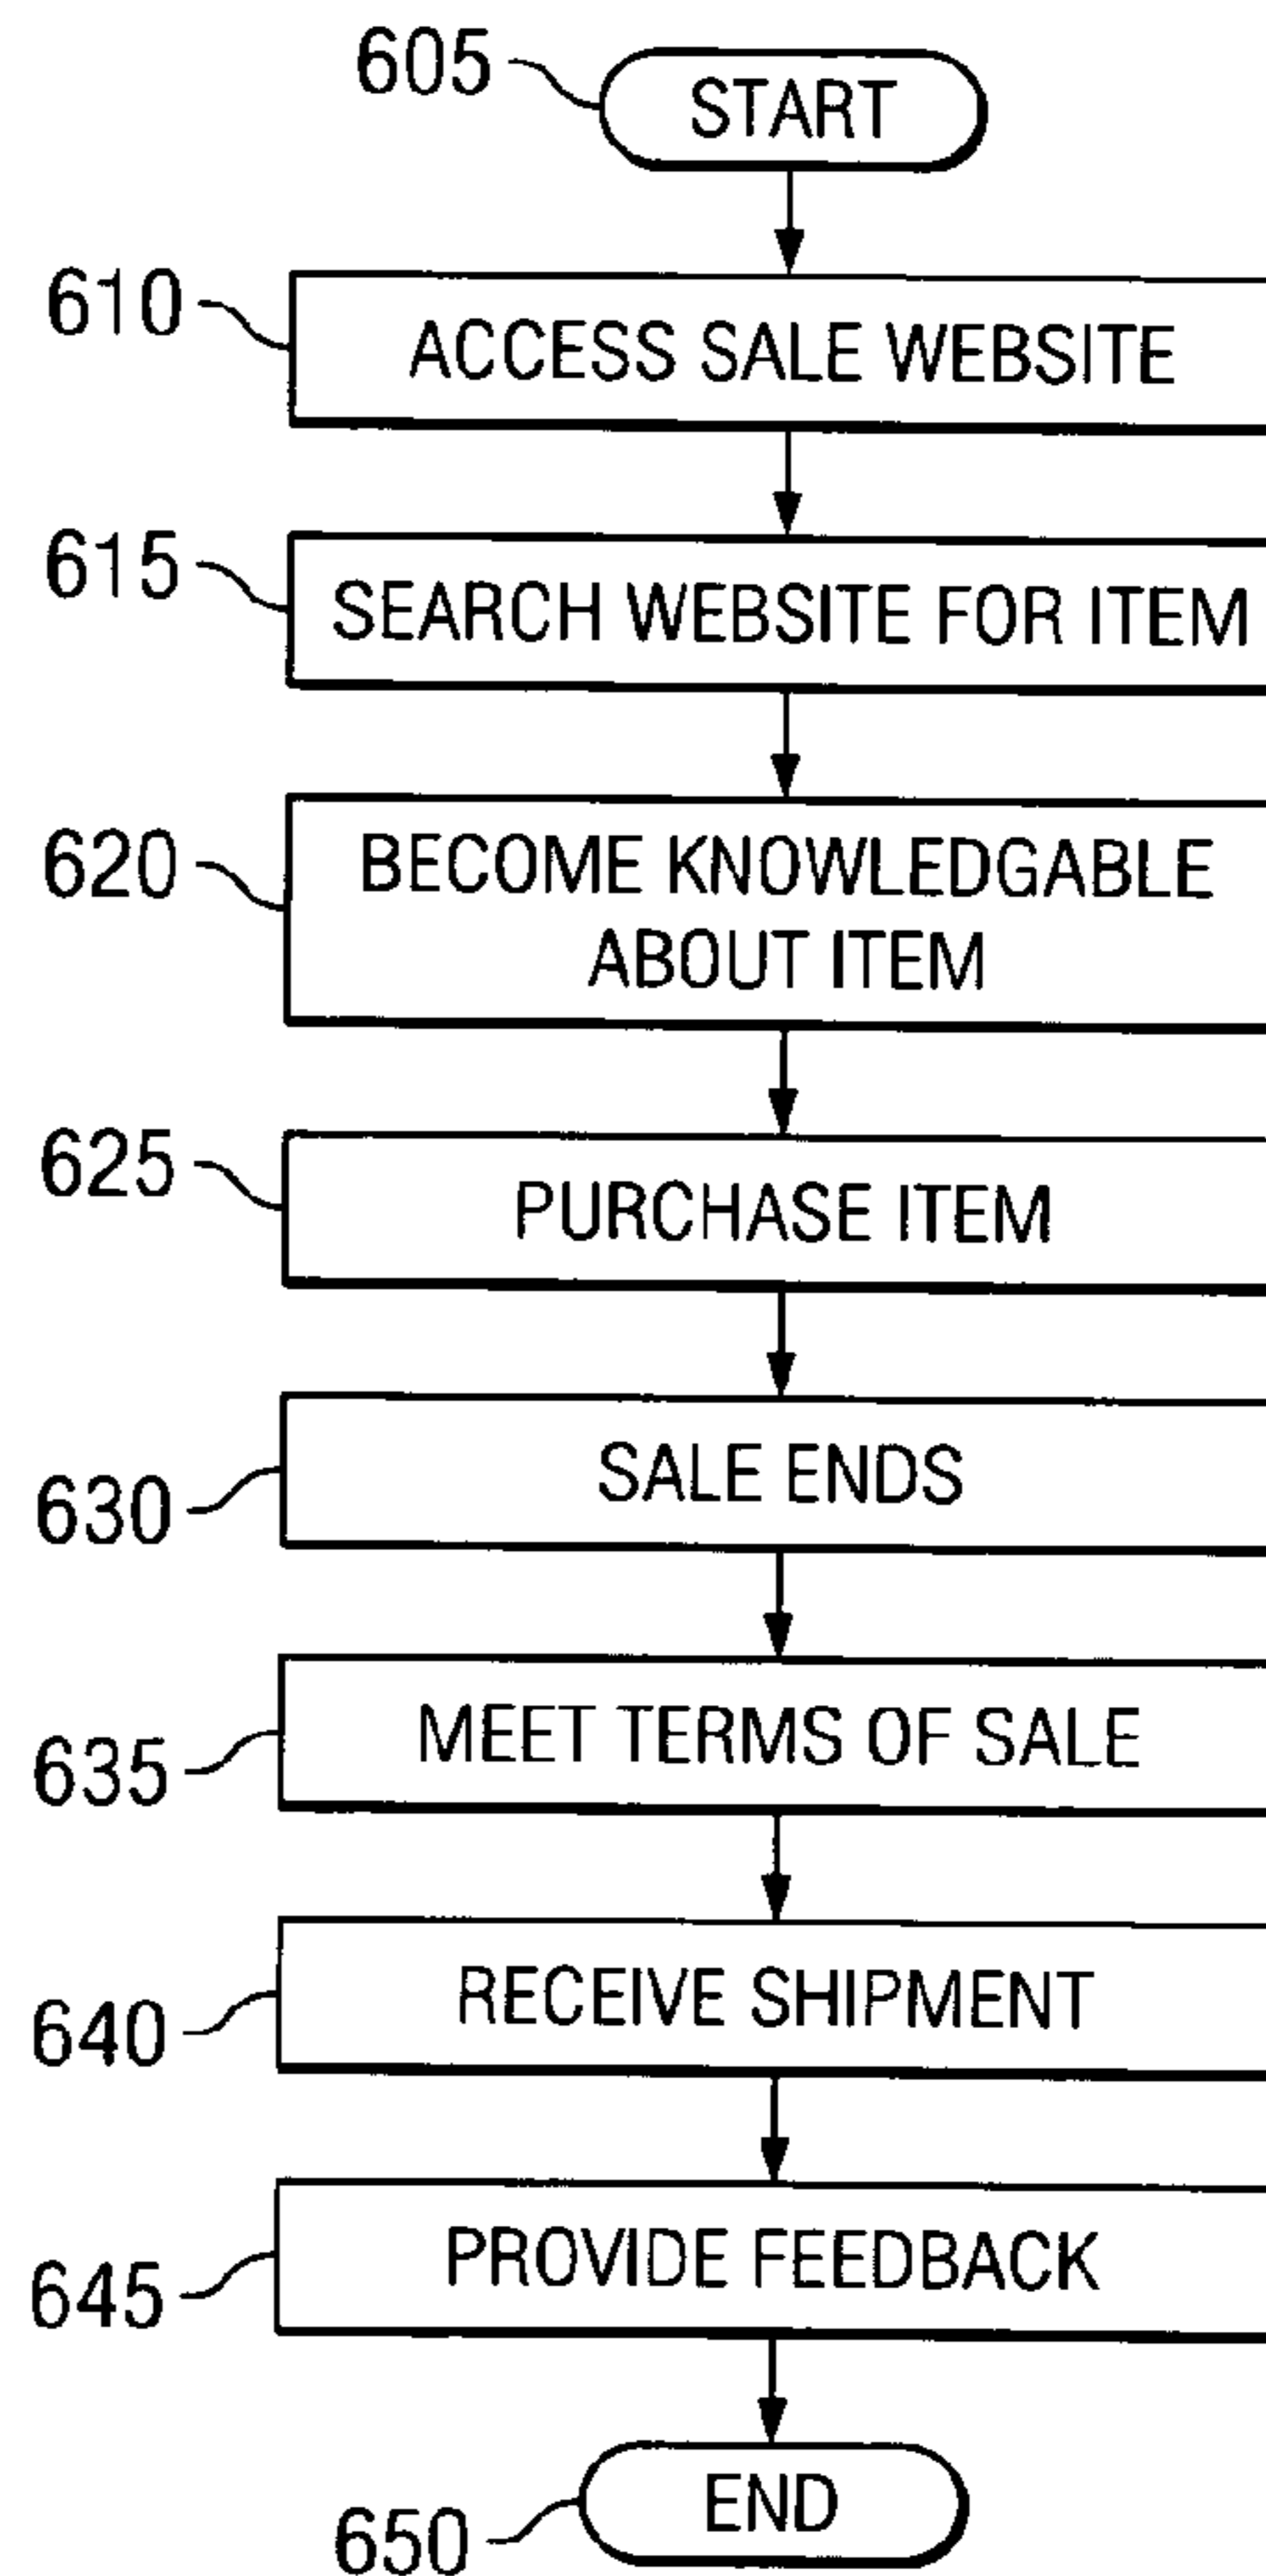 605 START
610 ACCESS SALE WEBSITE
615 SEARCH WEBSITE FOR ITEM
620 BECOME KNOWLEDGABLE
ABOUT ITEM
625 PURCHASE ITEM
630 SALE ENDS
635 MEET TERMS OF SALE
640 RECEIVE SHIPMENT
645 PROVIDE FEEDBACK
650 END